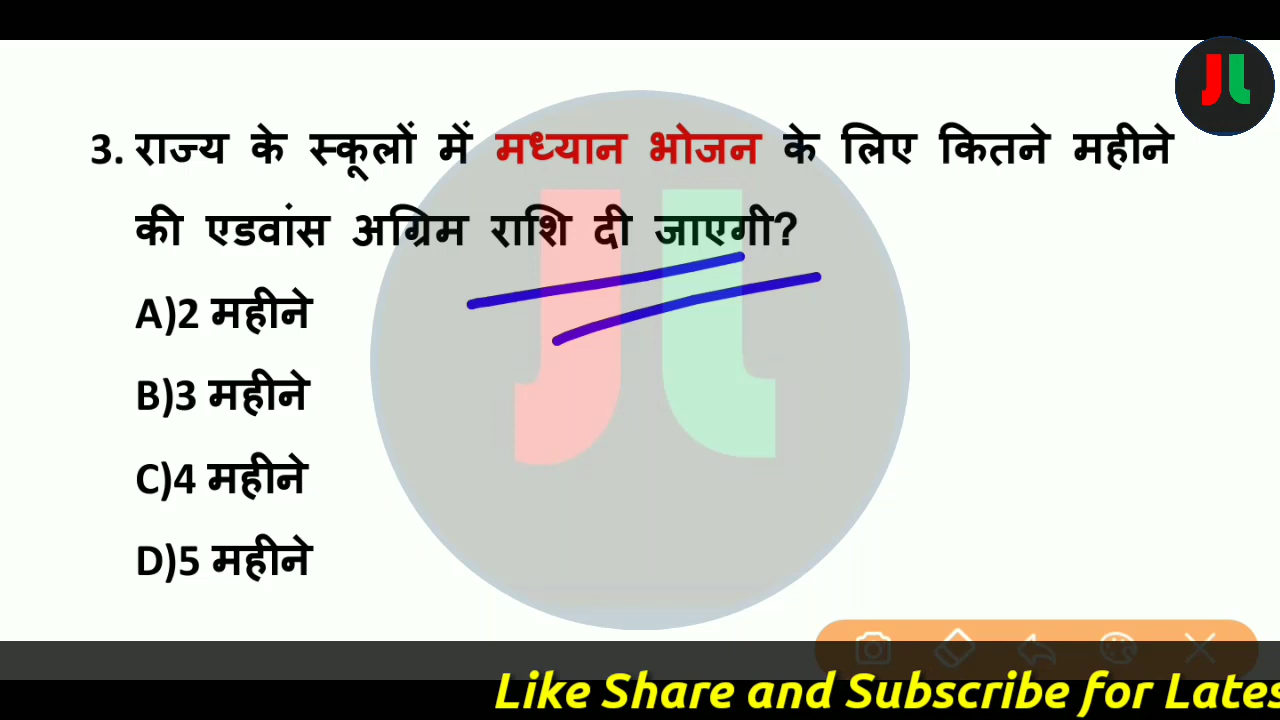 3. राज्य के स्कूलों में मध्यान भोजन के लिए कितने महीने
की एडवांस अग्रिम राशि दी जाएगी?
A)2 महीने
B)3 महीने
C)4 महीने
D)5 महीने
Like Share and Subscribe for Lates